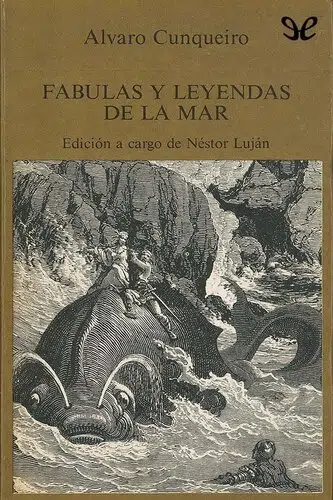 Alvaro Cunqueiro
FABULAS Y LEYENDAS
DE LA MAR
Edición a cargo de Néstor Luján